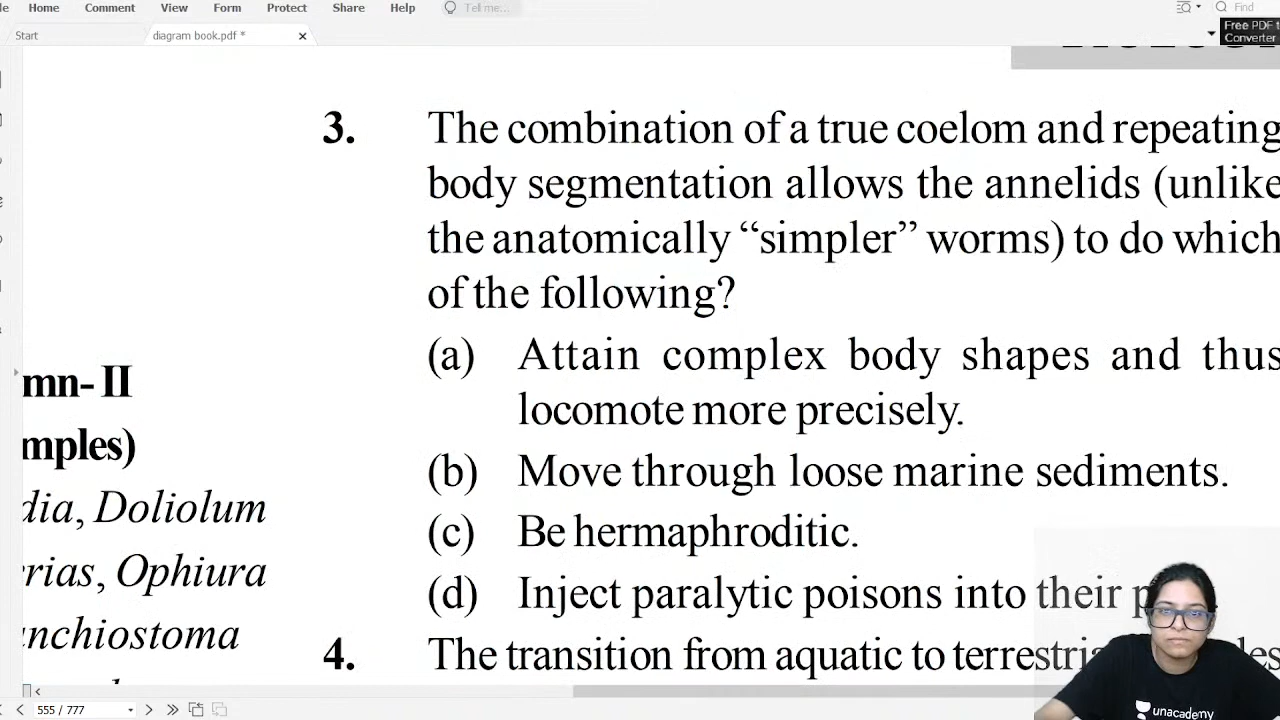 Home Comment View Form Protect Share Help Tell me... Find
Start diagram book.pdf * Free PDF t
Converter
3. The combination of a true coelom and repeating
body segmentation allows the annelids (unlike
the anatomically “simpler” worms) to do which
of the following?
(a) Attain complex body shapes and thus
locomote more precisely.
mn- II
(b) Move through loose marine sediments.
mples)
(c) Be hermaphroditic.
dia, Doliolum
(d) Inject paralytic poisons into their
rias, Ophiura
nchiostoma
4. The transition from aquatic to terrestri
555 / 777
unacademy